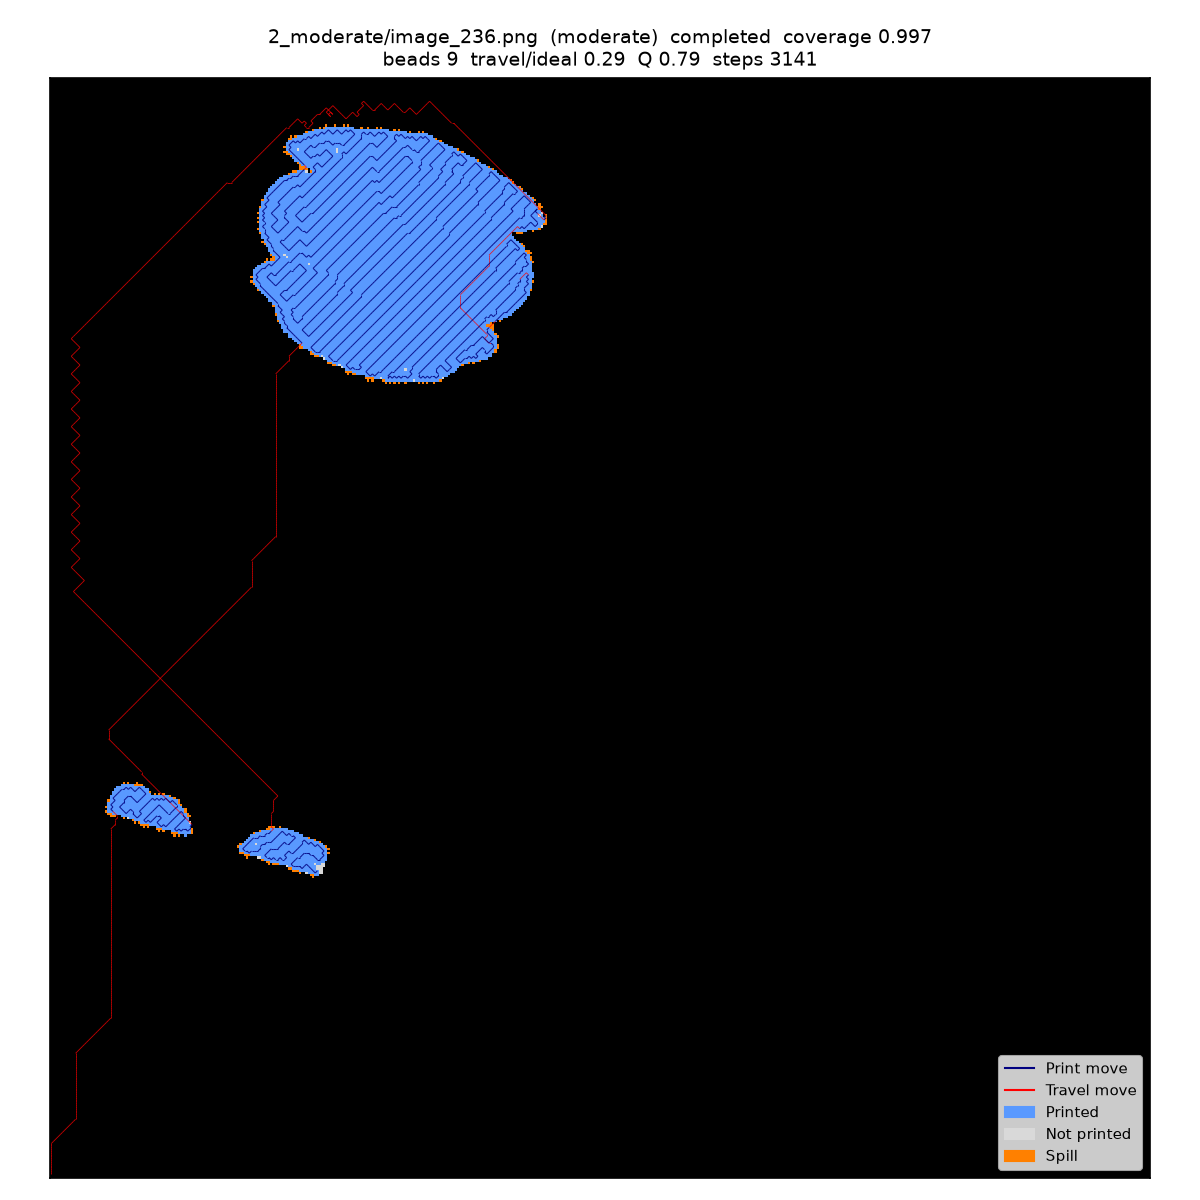 2_moderate/image_236.png  (moderate)  completed  coverage 0.997
beads 9  travel/ideal 0.29  Q 0.79  steps 3141
Print move
Travel move
Printed
Not printed
Spill